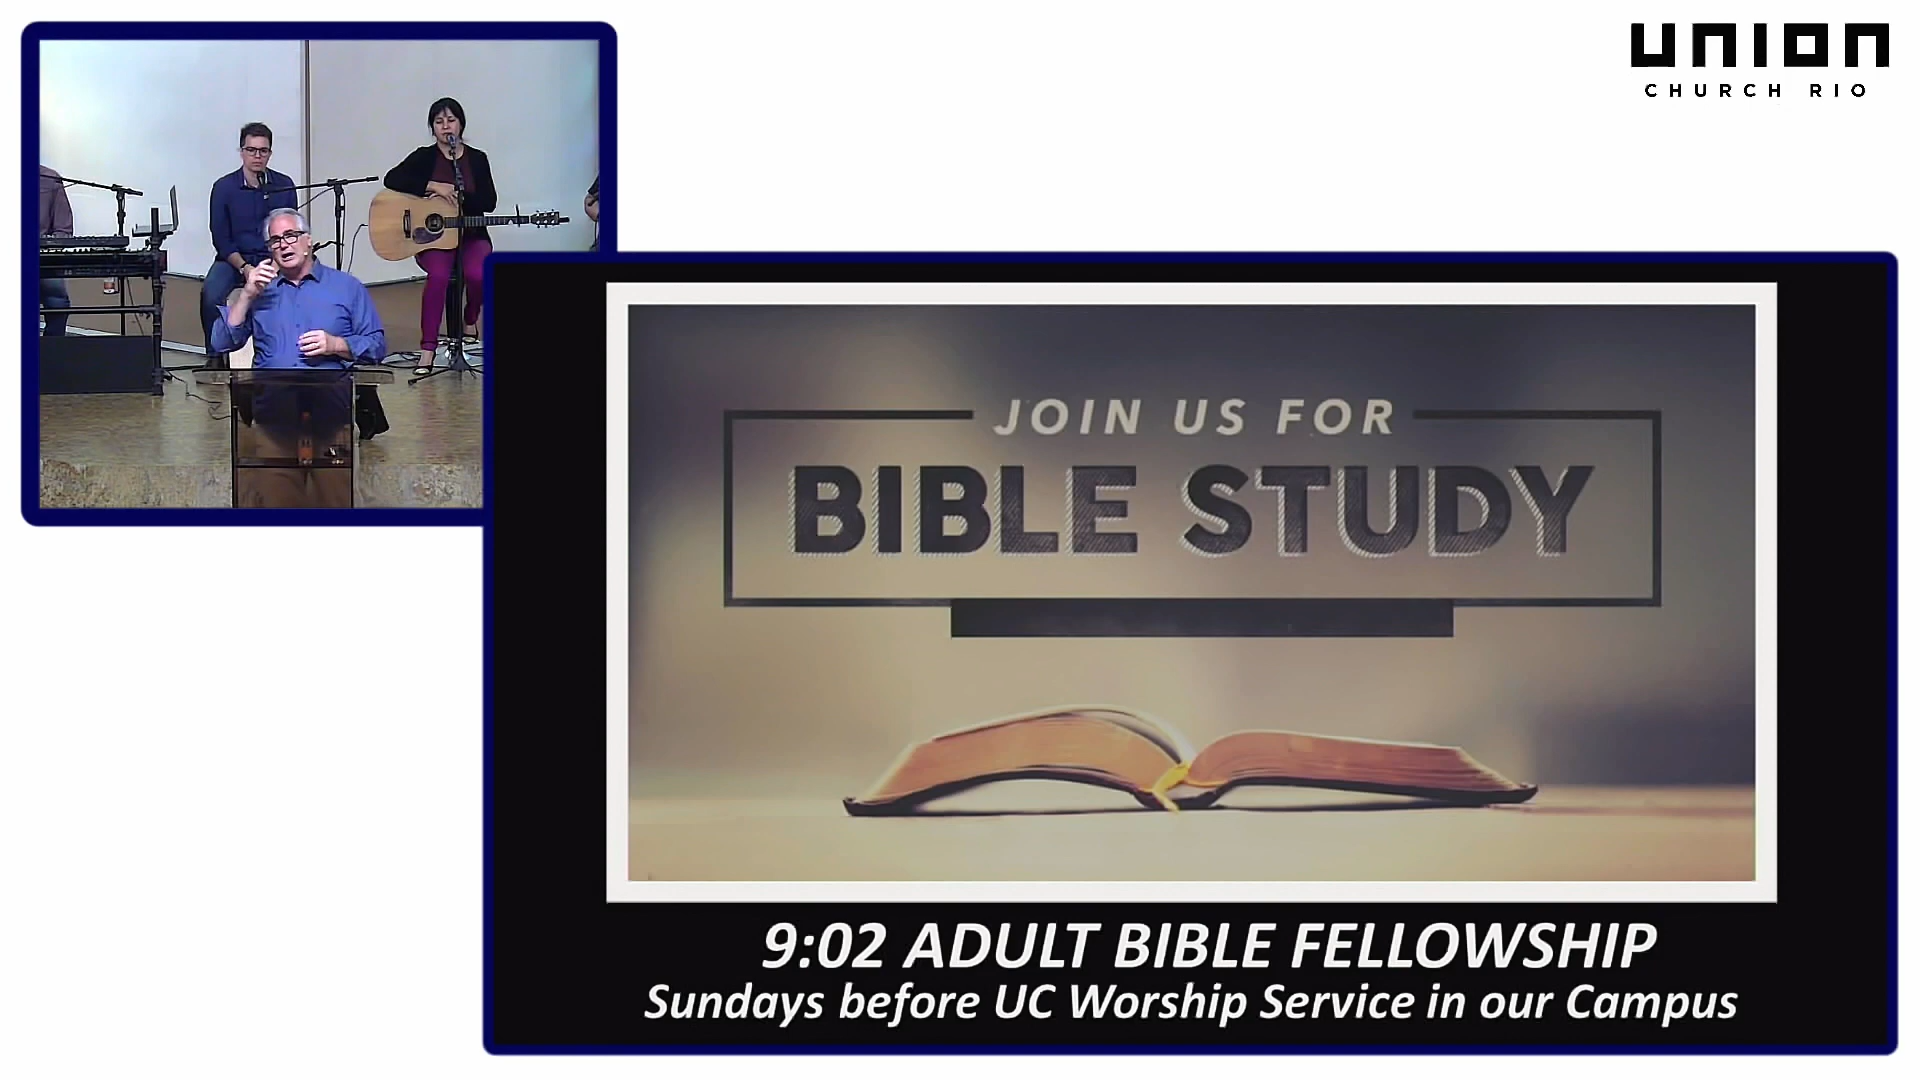 UNION
CHURCH RIO
JOIN US FOR
BIBLE STUDY
9:02 ADULT BIBLE FELLOWSHIP
Sundays before UC Worship Service in our Campus